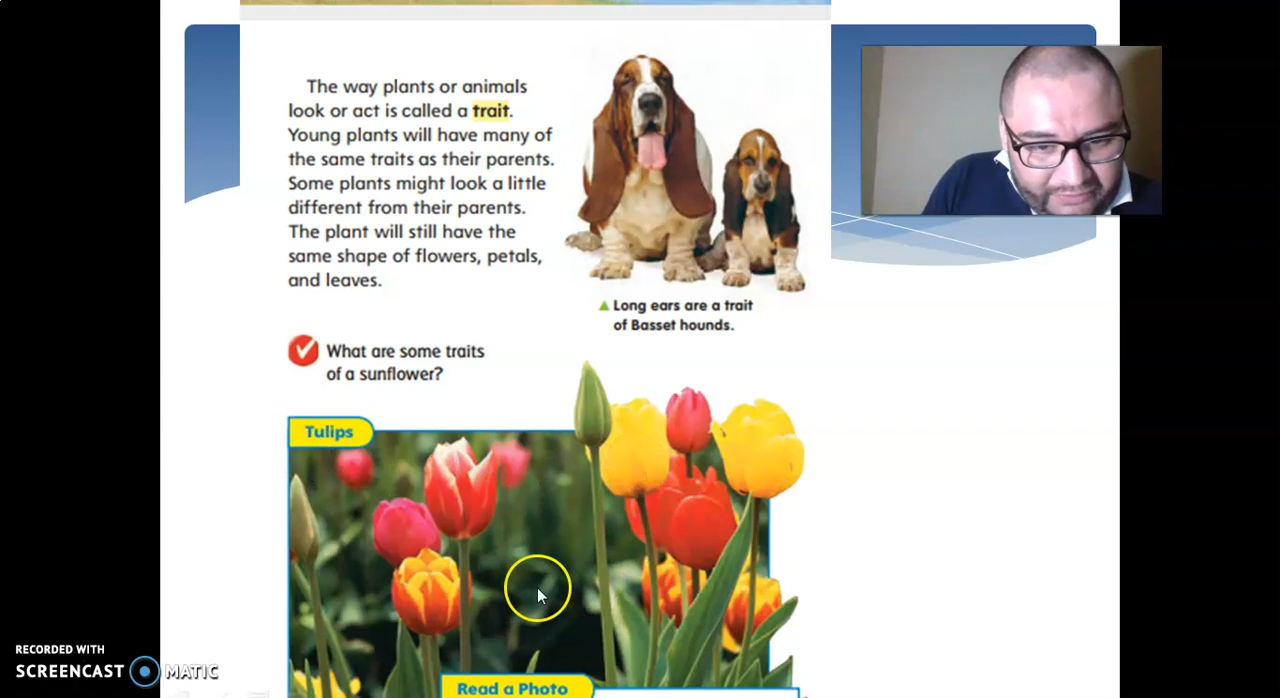 The way plants or animals
look or act is called a trait.
Young plants will have many of
the same traits as their parents.
Some plants might look a little
different from their parents.
The plant will still have the
same shape of flowers, petals,
and leaves.
Long ears are a trait
of Basset hounds.
What are some traits
of a sunflower?
Tulips
Read a Photo
RECORDED WITH
SCREENCAST MATIC